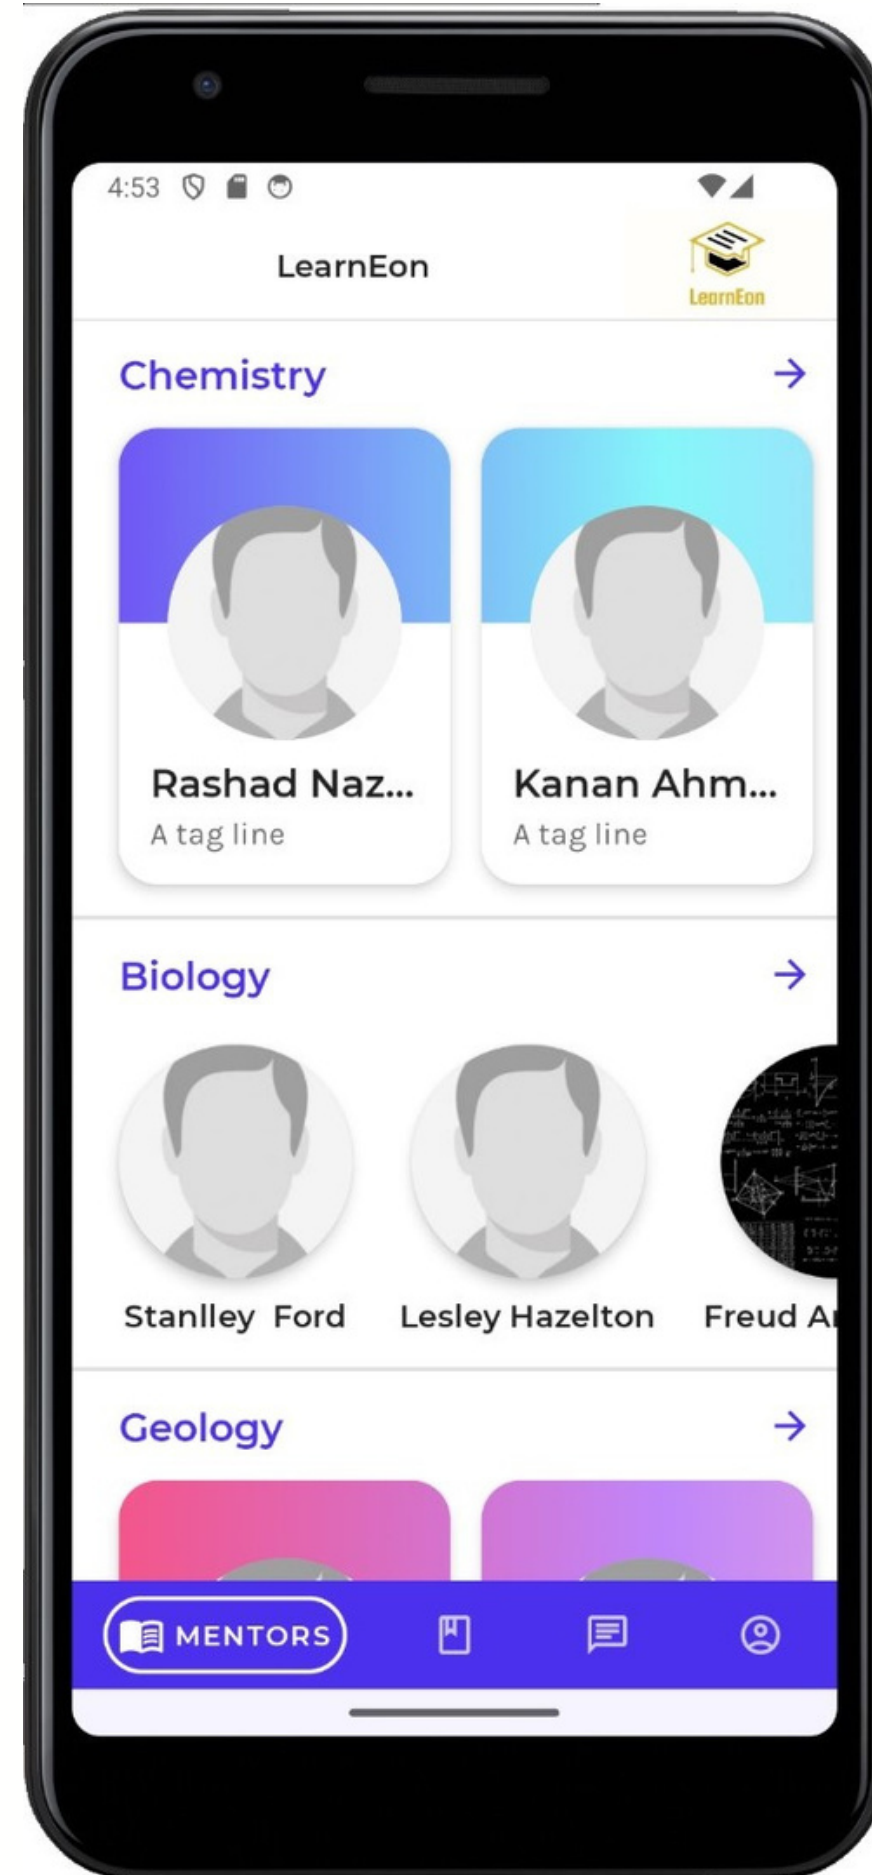 4:53
LearnEon
LearnEon
Chemistry
Rashad Naz...
A tag line
Kanan Ahm...
A tag line
Biology
Stanlley Ford
Lesley Hazelton
Freud
Geology
MENTORS